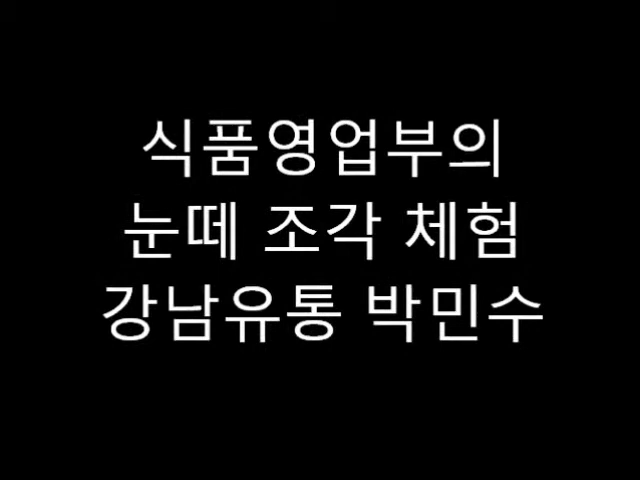 식품영업부의
눈떼 조각 체험
강남유통 박민수